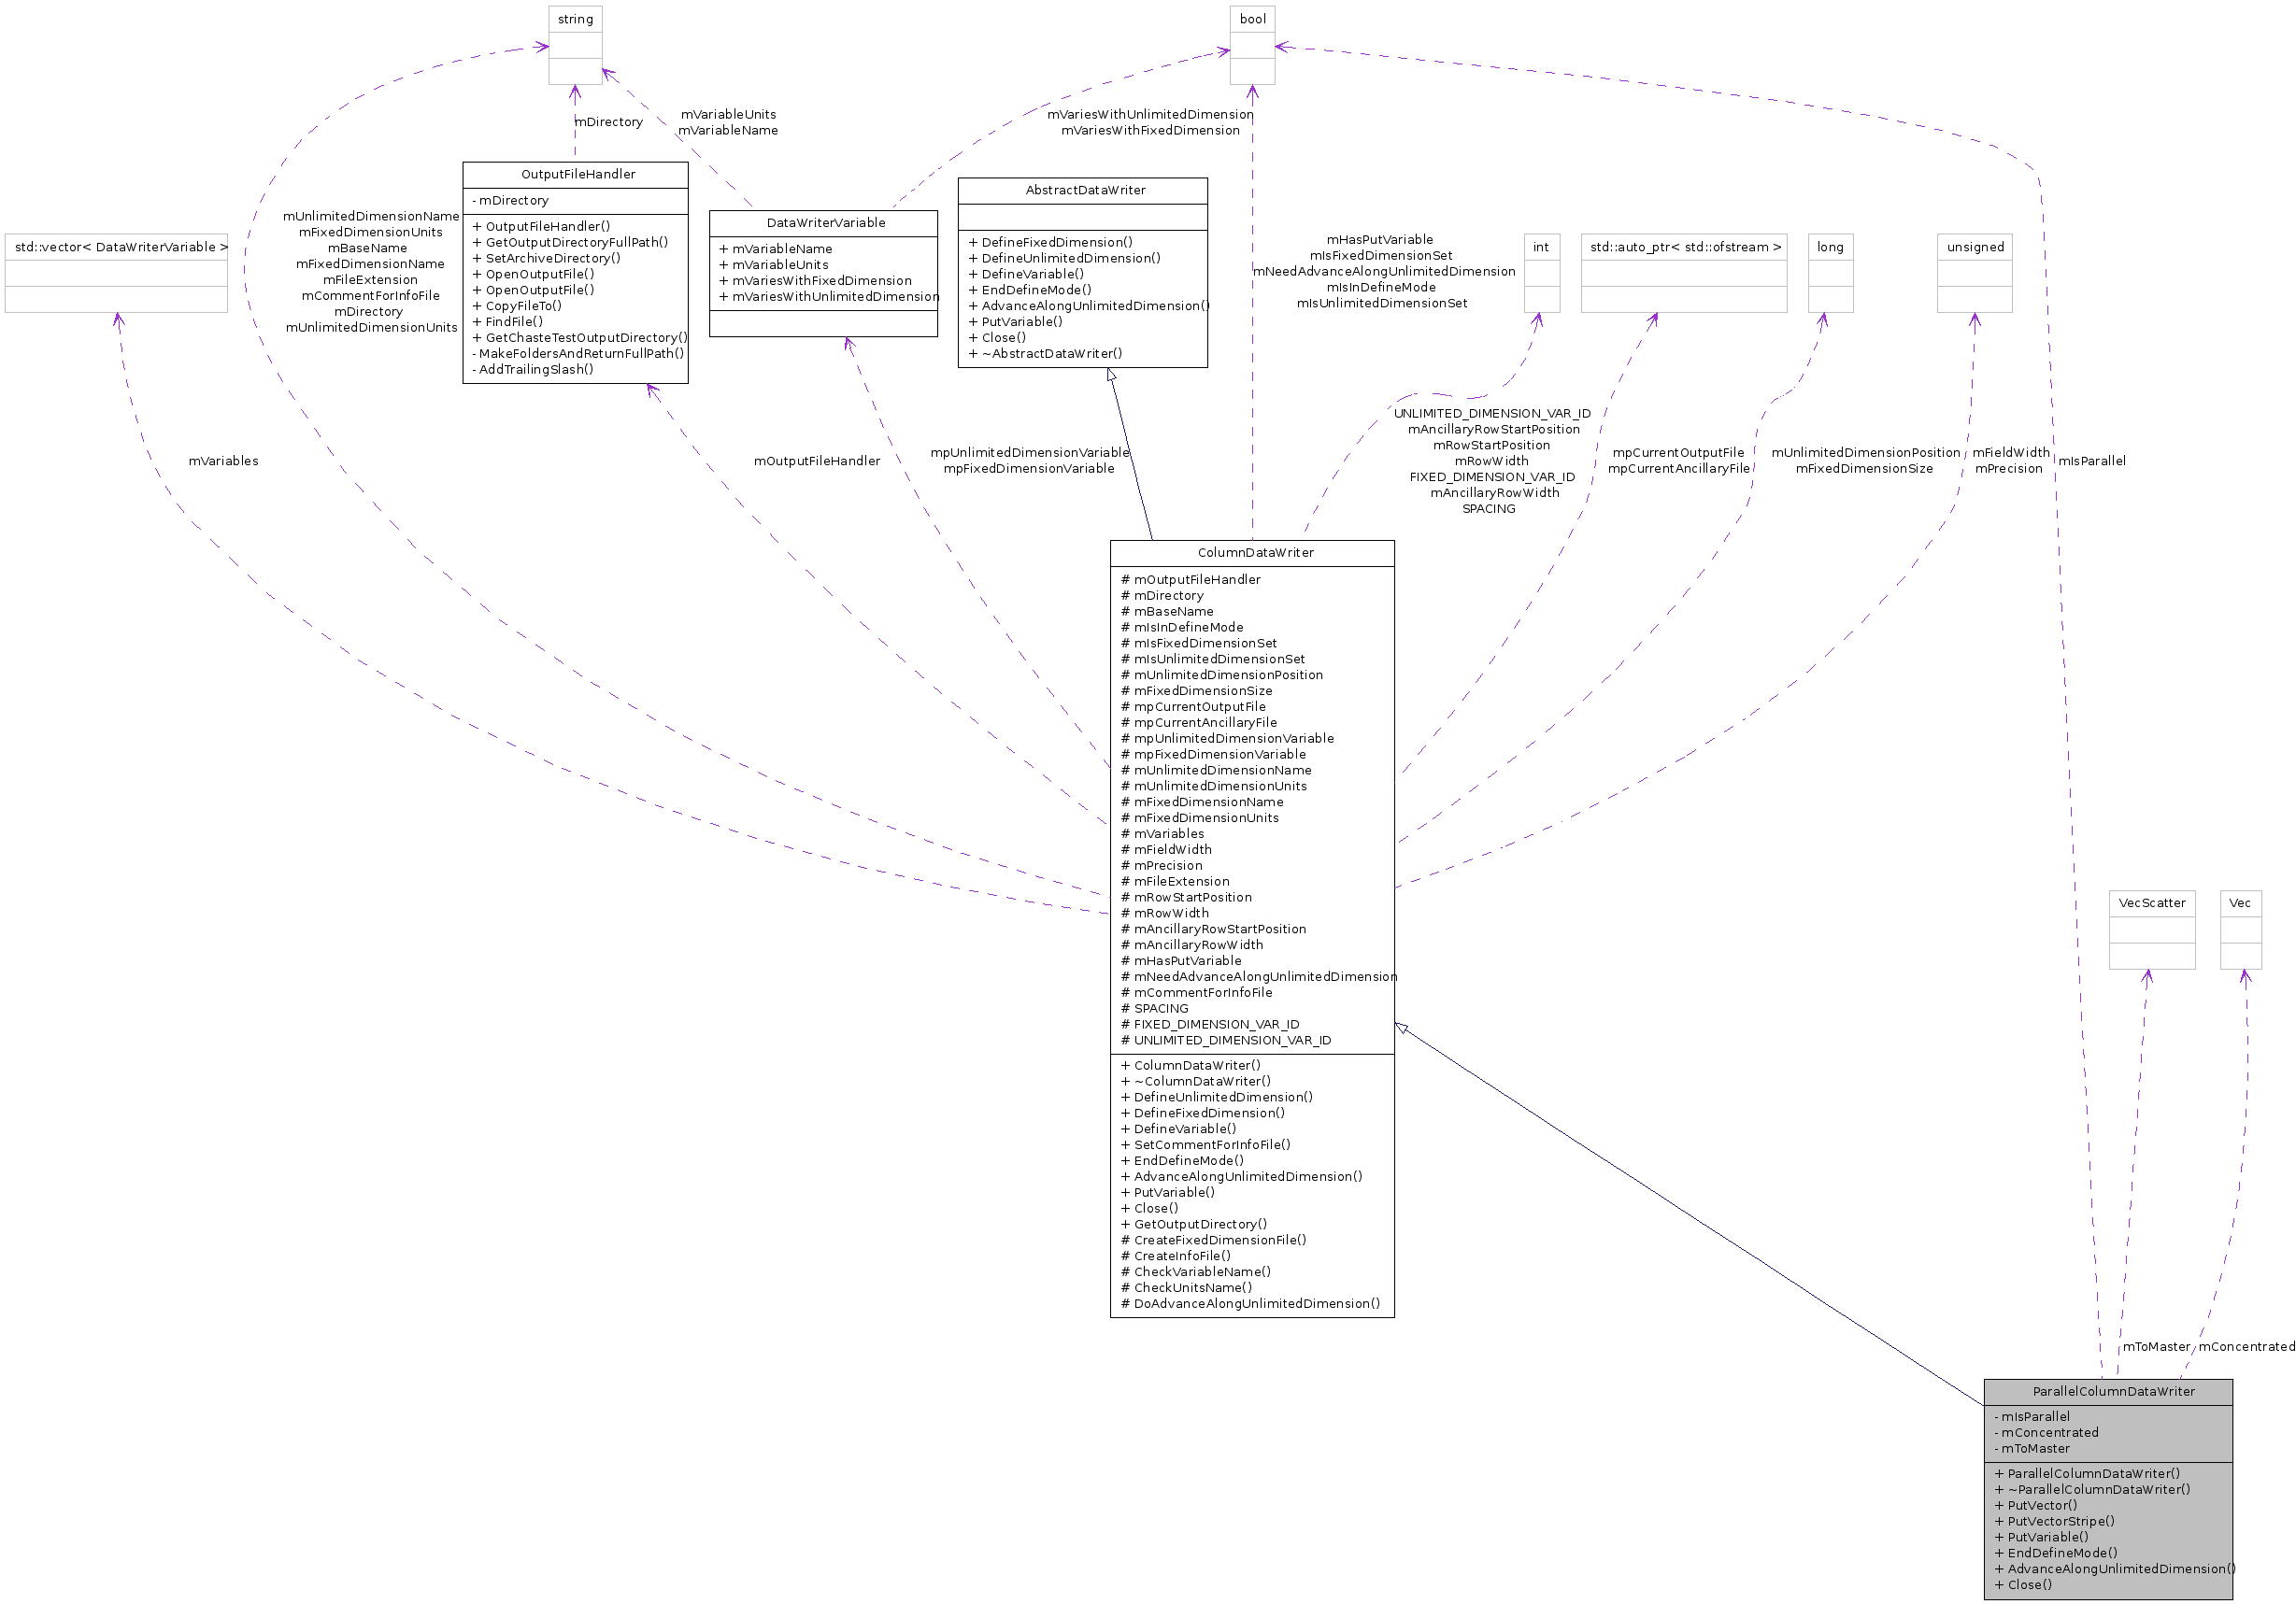 string
bool
mDirectory
mVariableUnits
mVariableName
mVariesWithUnlimitedDimension
mVariesWithFixedDimension
OutputFileHandler
- mDirectory
+ OutputFileHandler()
+ GetOutputDirectoryFullPath()
+ SetArchiveDirectory()
+ OpenOutputFile()
+ OpenOutputFile()
+ CopyFileTo()
+ FindFile()
+ GetChasteTestOutputDirectory()
- MakeFoldersAndReturnFullPath()
- AddTrailingSlash()
DataWriterVariable
+ mVariableName
+ mVariableUnits
+ mVariesWithFixedDimension
+ mVariesWithUnlimitedDimension
AbstractDataWriter
+ DefineFixedDimension()
+ DefineUnlimitedDimension()
+ DefineVariable()
+ EndDefineMode()
+ AdvanceAlongUnlimitedDimension()
+ PutVariable()
+ Close()
+ ~AbstractDataWriter()
std::vector< DataWriterVariable >
mUnlimitedDimensionName
mFixedDimensionUnits
mBaseName
mFixedDimensionName
mFileExtension
mCommentForInfoFile
mDirectory
mUnlimitedDimensionUnits
mHasPutVariable
mIsFixedDimensionSet
mNeedAdvanceAlongUnlimitedDimension
mIsInDefineMode
mIsUnlimitedDimensionSet
int
std::auto_ptr< std::ofstream >
long
unsigned
mVariables
mOutputFileHandler
mpUnlimitedDimensionVariable
mpFixedDimensionVariable
UNLIMITED_DIMENSION_VAR_ID
mAncillaryRowStartPosition
mRowStartPosition
mRowWidth
FIXED_DIMENSION_VAR_ID
mAncillaryRowWidth
SPACING
mpCurrentOutputFile
mpCurrentAncillaryFile
mUnlimitedDimensionPosition
mFixedDimensionSize
mFieldWidth
mPrecision
mIsParallel
ColumnDataWriter
# mOutputFileHandler
# mDirectory
# mBaseName
# mIsInDefineMode
# mIsFixedDimensionSet
# mIsUnlimitedDimensionSet
# mUnlimitedDimensionPosition
# mFixedDimensionSize
# mpCurrentOutputFile
# mpCurrentAncillaryFile
# mpUnlimitedDimensionVariable
# mpFixedDimensionVariable
# mUnlimitedDimensionName
# mUnlimitedDimensionUnits
# mFixedDimensionName
# mFixedDimensionUnits
# mVariables
# mFieldWidth
# mPrecision
# mFileExtension
# mRowStartPosition
# mRowWidth
# mAncillaryRowStartPosition
# mAncillaryRowWidth
# mHasPutVariable
# mNeedAdvanceAlongUnlimitedDimension
# mCommentForInfoFile
# SPACING
# FIXED_DIMENSION_VAR_ID
# UNLIMITED_DIMENSION_VAR_ID
+ ColumnDataWriter()
+ ~ColumnDataWriter()
+ DefineUnlimitedDimension()
+ DefineFixedDimension()
+ DefineVariable()
+ SetCommentForInfoFile()
+ EndDefineMode()
+ AdvanceAlongUnlimitedDimension()
+ PutVariable()
+ Close()
+ GetOutputDirectory()
# CreateFixedDimensionFile()
# CreateInfoFile()
# CheckVariableName()
# CheckUnitsName()
# DoAdvanceAlongUnlimitedDimension()
VecScatter
Vec
mToMaster
mConcentrated
ParallelColumnDataWriter
- mIsParallel
- mConcentrated
- mToMaster
+ ParallelColumnDataWriter()
+ ~ParallelColumnDataWriter()
+ PutVector()
+ PutVectorStripe()
+ PutVariable()
+ EndDefineMode()
+ AdvanceAlongUnlimitedDimension()
+ Close()